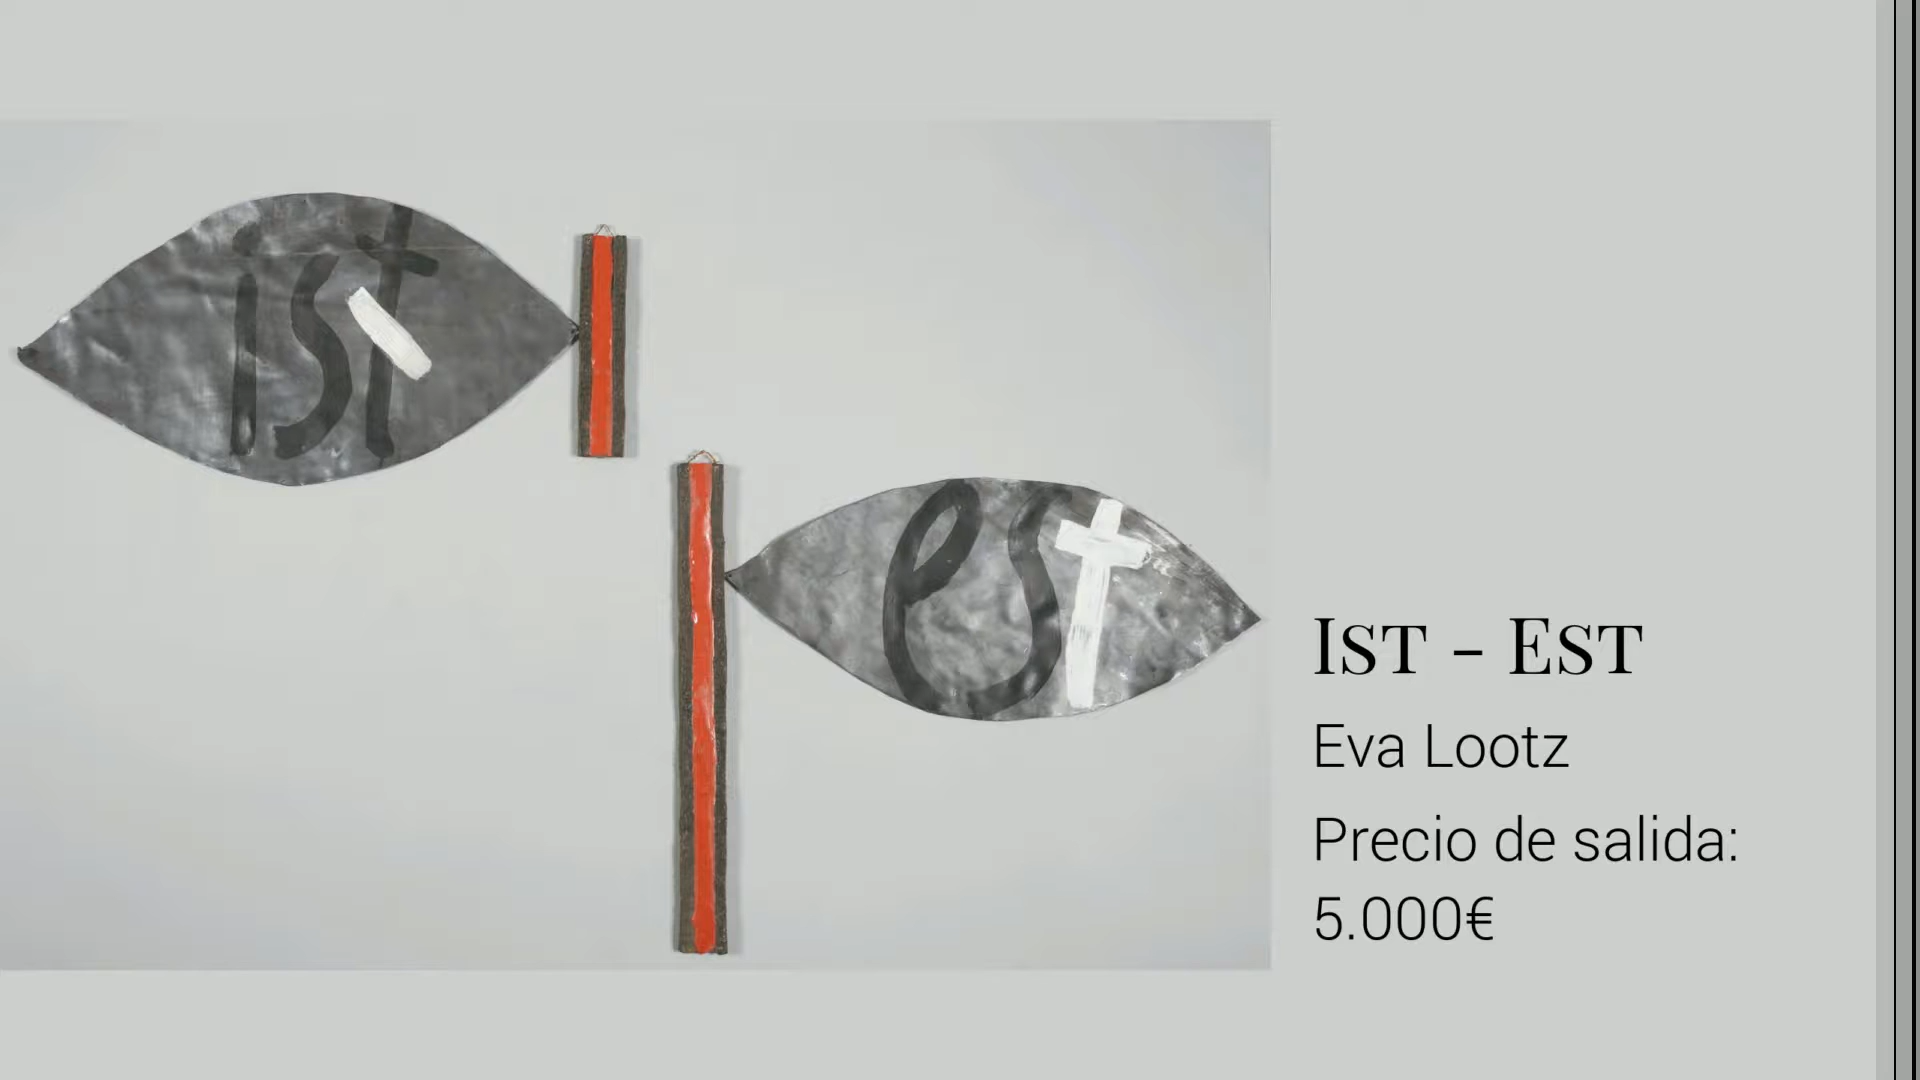 ist
est
IST - EST
Eva Lootz
Precio de salida:
5.000€